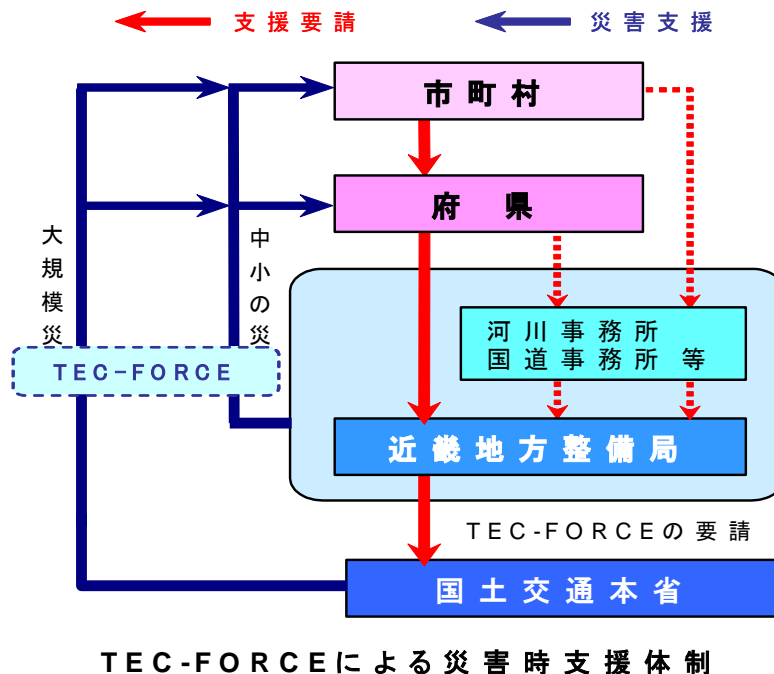 支援要請
災害支援
市町村
府県
大規模災
中小の災
河川事務所
国道事務所 等
TEC-FORCE
近畿地方整備局
TEC-FORCEの要請
国土交通本省
TEC-FORCEによる災害時支援体制